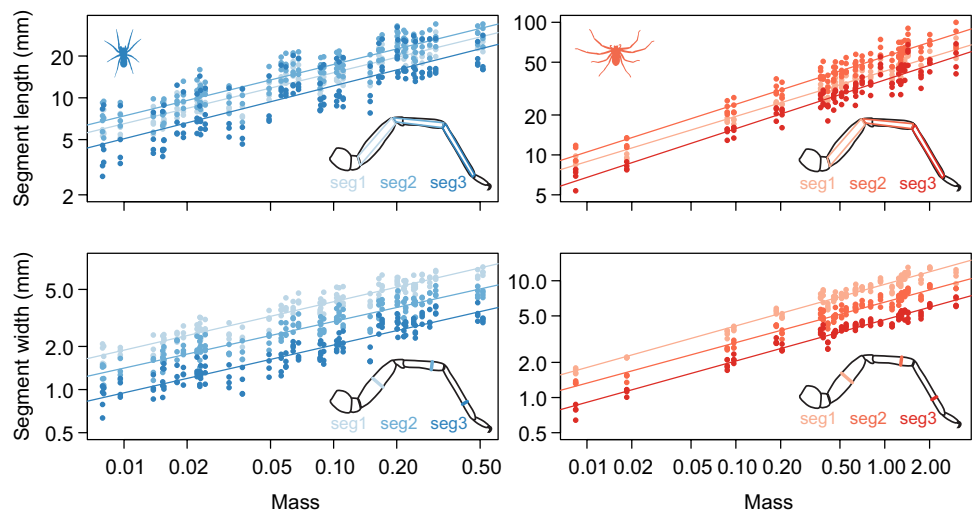 Segment length (mm)
20
10
5
2
seg1 seg2 seg3
100
50
20
10
5
seg1 seg2 seg3
Segment width (mm)
5.0
2.0
1.0
0.5
seg1 seg2 seg3
0.01 0.02 0.05 0.10 0.20 0.50
Mass
10.0
5.0
2.0
1.0
0.5
seg1 seg2 seg3
0.01 0.02 0.05 0.10 0.20 0.50 1.00 2.00
Mass